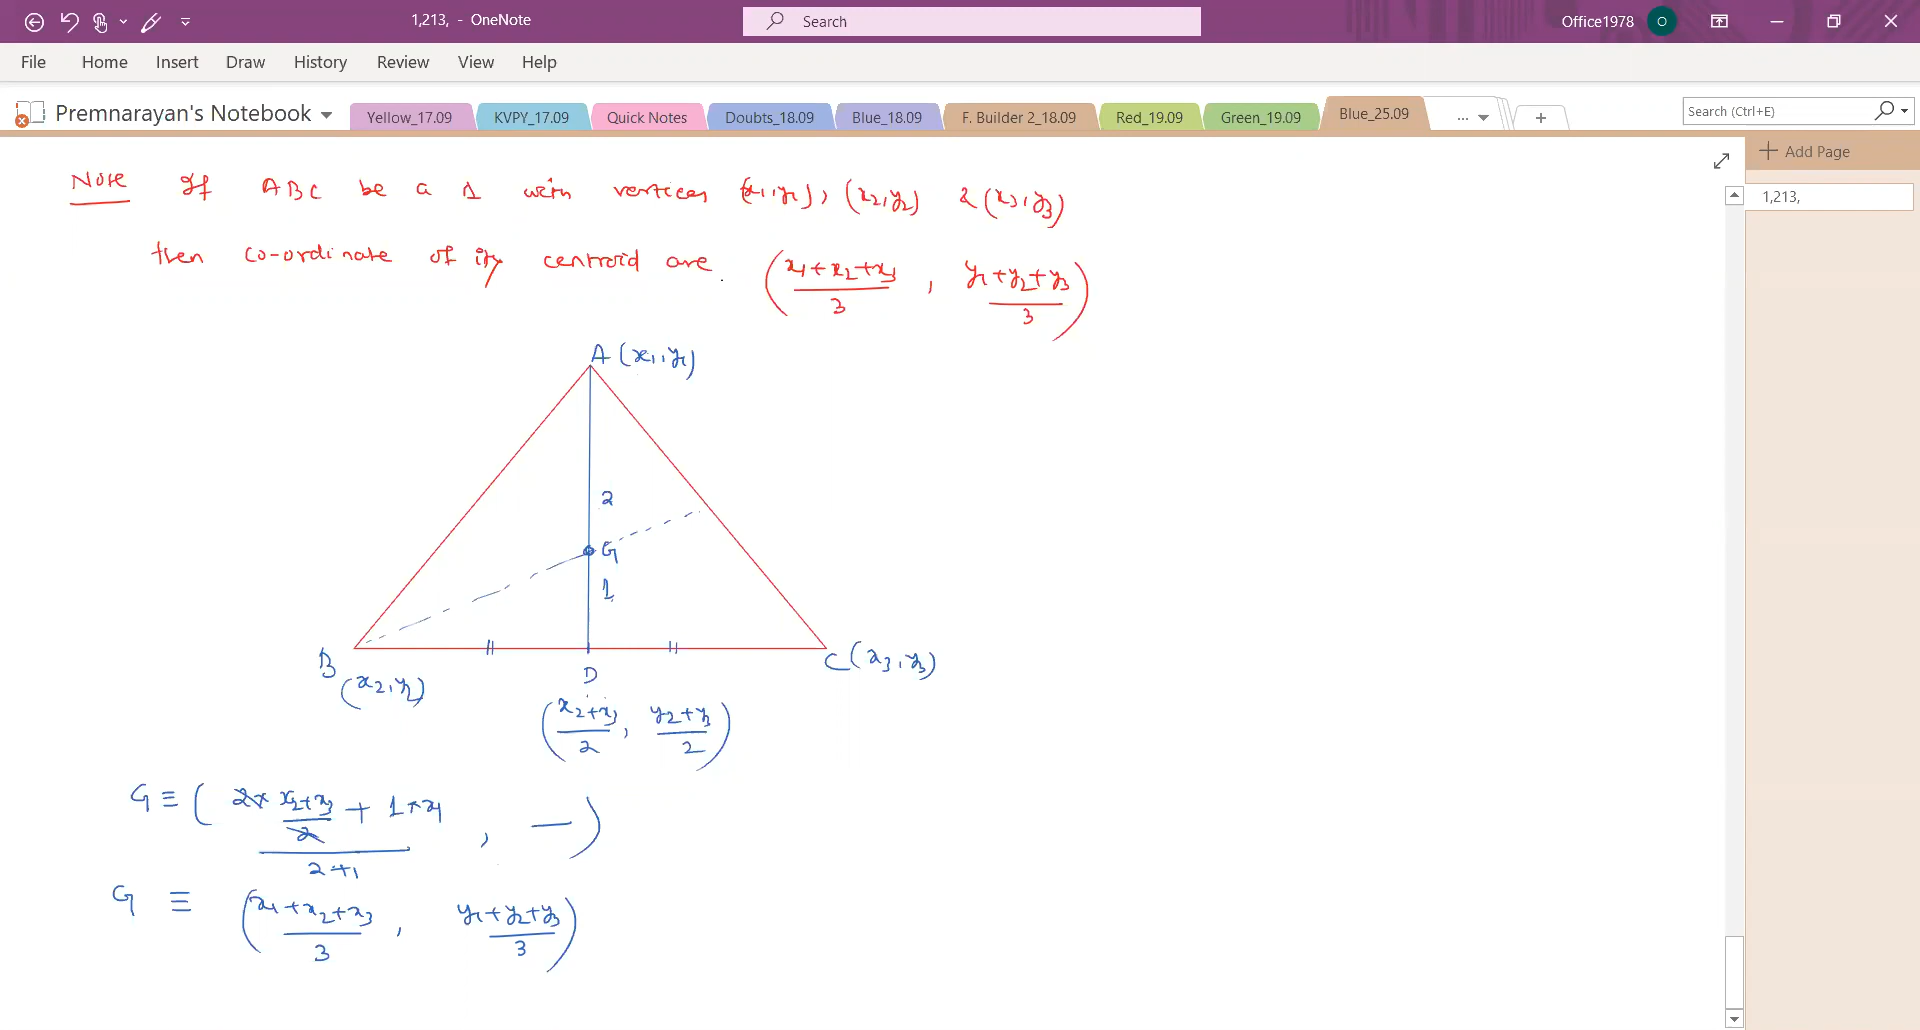 1,213, - OneNote
Search
Office1978
O
File Home Insert Draw History Review View Help
Premnarayan's Notebook
Yellow_17.09 KVPY_17.09 Quick Notes Doubts_18.09 Blue_18.09 F. Builder 2_18.09 Red_19.09 Green_19.09 Blue_25.09 ... +
Search (Ctrl+E)
Add Page
1,213,
Note If ABC be a Δ with vertices (x₁,y₁), (x₂,y₂) & (x₃,y₃)
then co-ordinate of its centroid are. ((x₁+x₂+x₃)/3 , (y₁+y₂+y₃)/3)
A (x₁,y₁)
2
G
1
B
(x₂,y₂)
D
C (x₃,y₃)
((x₂+x₃)/2 , (y₂+y₃)/2)
G ≡ ((2×(x₂+x₃)/2 + 1×x₁)/(2+1) , —)
G ≡ ((x₁+x₂+x₃)/3 , (y₁+y₂+y₃)/3)